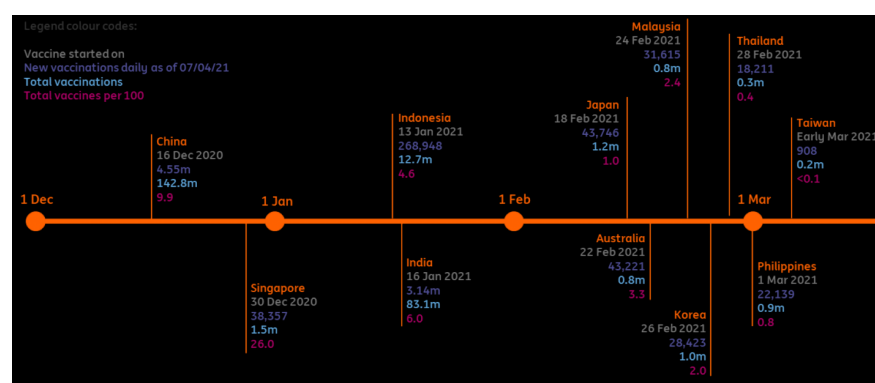 Legend colour codes:
Vaccine started on
New vaccinations daily as of 07/04/21
Total vaccinations
Total vaccines per 100
China
16 Dec 2020
4.55m
142.8m
9.9
Indonesia
13 Jan 2021
268,948
12.7m
4.6
Japan
18 Feb 2021
43,746
1.2m
1.0
Malaysia
24 Feb 2021
31,615
0.8m
2.4
Thailand
28 Feb 2021
18,211
0.3m
0.4
Taiwan
Early Mar 2021
908
0.2m
<0.1
1 Dec
1 Jan
1 Feb
1 Mar
Singapore
30 Dec 2020
38,357
1.5m
26.0
India
16 Jan 2021
3.14m
83.1m
6.0
Australia
22 Feb 2021
43,221
0.8m
3.3
Korea
26 Feb 2021
28,423
1.0m
2.0
Philippines
1 Mar 2021
22,139
0.9m
0.8